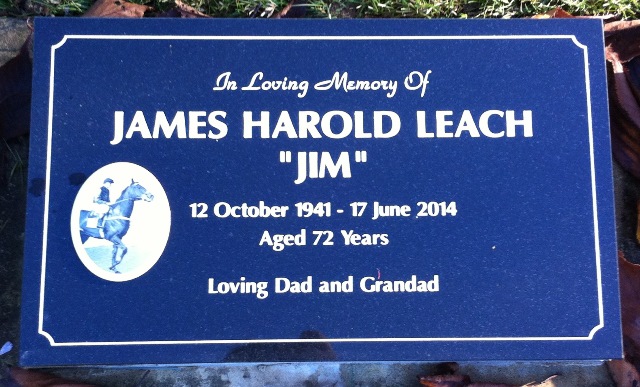 In Loving Memory Of
JAMES HAROLD LEACH
"JIM"
12 October 1941 - 17 June 2014
Aged 72 Years
Loving Dad and Grandad